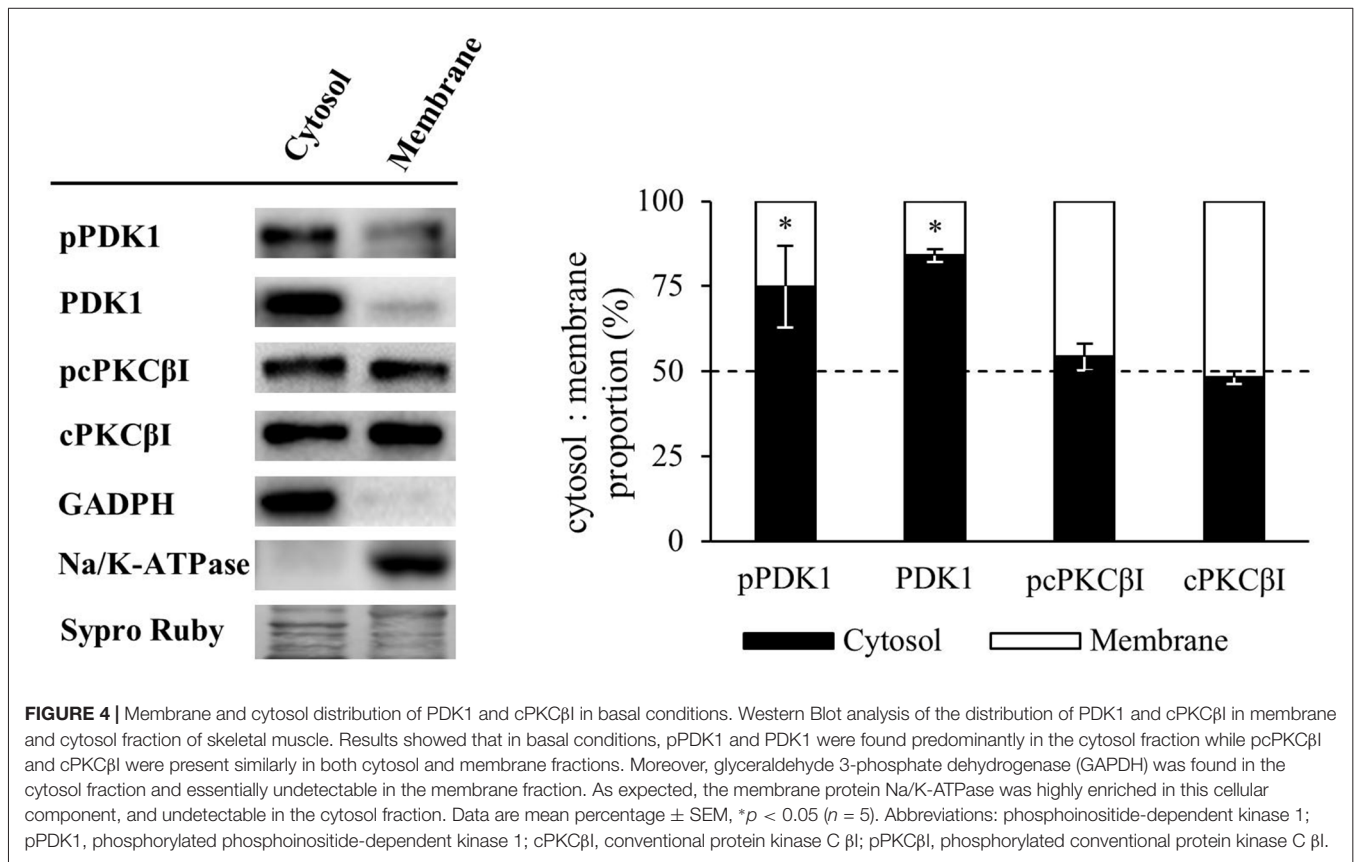 Cytosol
Membrane
pPDK1
PDK1
pcPKCβI
cPKCβI
GADPH
Na/K-ATPase
Sypro Ruby
cytosol : membrane
proportion (%)
100
75
50
25
0
*
*
pPDK1
PDK1
pcPKCβI
cPKCβI
Cytosol
Membrane
FIGURE 4 | Membrane and cytosol distribution of PDK1 and cPKCβI in basal conditions. Western Blot analysis of the distribution of PDK1 and cPKCβI in membrane
and cytosol fraction of skeletal muscle. Results showed that in basal conditions, pPDK1 and PDK1 were found predominantly in the cytosol fraction while pcPKCβI
and cPKCβI were present similarly in both cytosol and membrane fractions. Moreover, glyceraldehyde 3-phosphate dehydrogenase (GAPDH) was found in the
cytosol fraction and essentially undetectable in the membrane fraction. As expected, the membrane protein Na/K-ATPase was highly enriched in this cellular
component, and undetectable in the cytosol fraction. Data are mean percentage ± SEM, *p < 0.05 (n = 5). Abbreviations: phosphoinositide-dependent kinase 1;
pPDK1, phosphorylated phosphoinositide-dependent kinase 1; cPKCβI, conventional protein kinase C βI; pPKCβI, phosphorylated conventional protein kinase C βI.